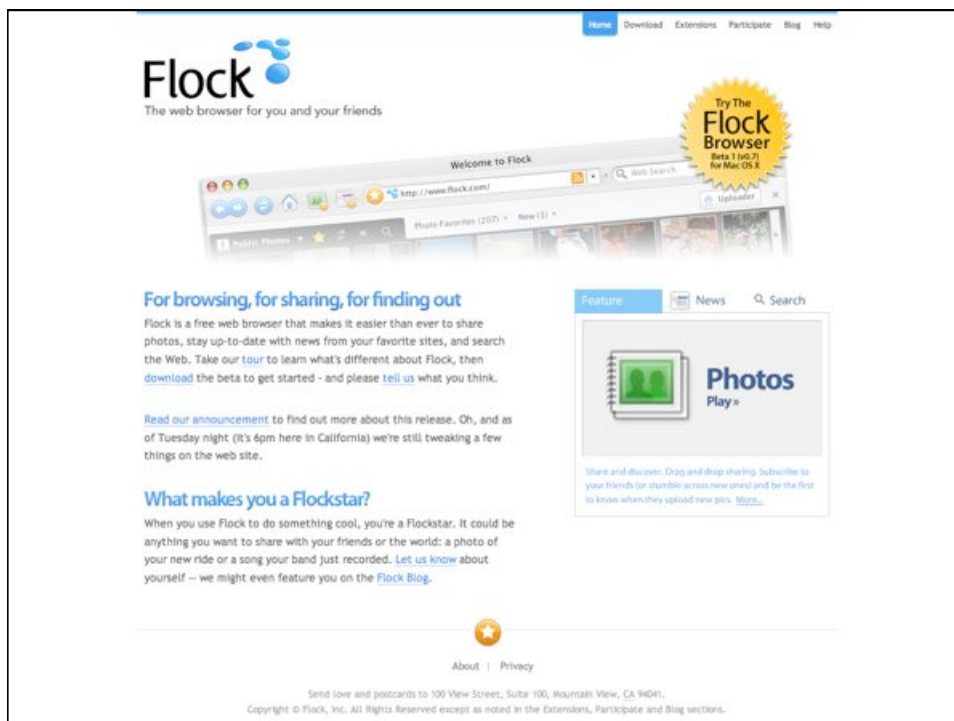 Home Download Extensions Participate Blog Help
Flock
The web browser for you and your friends
Try The
Flock
Browser
Beta 1 (v0.7)
for Mac OS X
Welcome to Flock
http://www.flock.com/
Web Search
Uploader
Public Photos
Photo Favorites (207)
New (1)
For browsing, for sharing, for finding out
Flock is a free web browser that makes it easier than ever to share
photos, stay up-to-date with news from your favorite sites, and search
the Web. Take our tour to learn what's different about Flock, then
download the beta to get started - and please tell us what you think.
Read our announcement to find out more about this release. Oh, and as
of Tuesday night (it's 6pm here in California) we're still tweaking a few
things on the web site.
What makes you a Flockstar?
When you use Flock to do something cool, you're a Flockstar. It could be
anything you want to share with your friends or the world: a photo of
your new ride or a song your band just recorded. Let us know about
yourself — we might even feature you on the Flock Blog.
Feature News Search
Photos
Play »
Share and discover. Drag and drop sharing. Subscribe to
your friends (or stumble across new ones) and be the first
to know when they upload new pics. More...
About | Privacy
Send love and postcards to 100 View Street, Suite 100, Mountain View, CA 94041.
Copyright © Flock, Inc. All Rights Reserved except as noted in the Extensions, Participate and Blog sections.